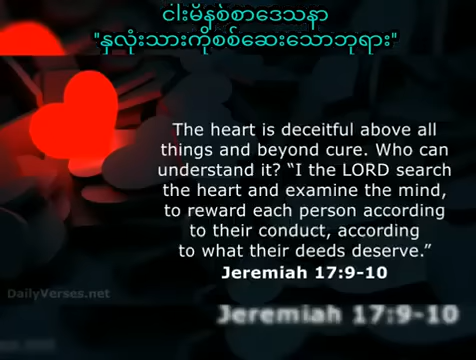 ငါးမိနစ်စာဒေသနာ
"နှလုံးသားကိုစစ်ဆေးသောဘုရား"
The heart is deceitful above all
things and beyond cure. Who can
understand it? “I the LORD search
the heart and examine the mind,
to reward each person according
to their conduct, according
to what their deeds deserve.”
Jeremiah 17:9-10
DailyVerses.net
Jeremiah 17:9-10